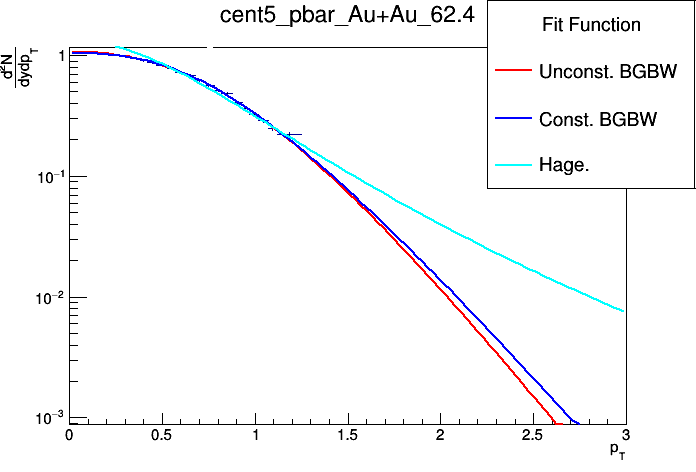 cent5_pbar_Au+Au_62.4
Fit Function
Unconst. BGBW
Const. BGBW
Hage.
d²N
dydp_T
1
10⁻¹
10⁻²
10⁻³
0 0.5 1 1.5 2 2.5 3
p_T